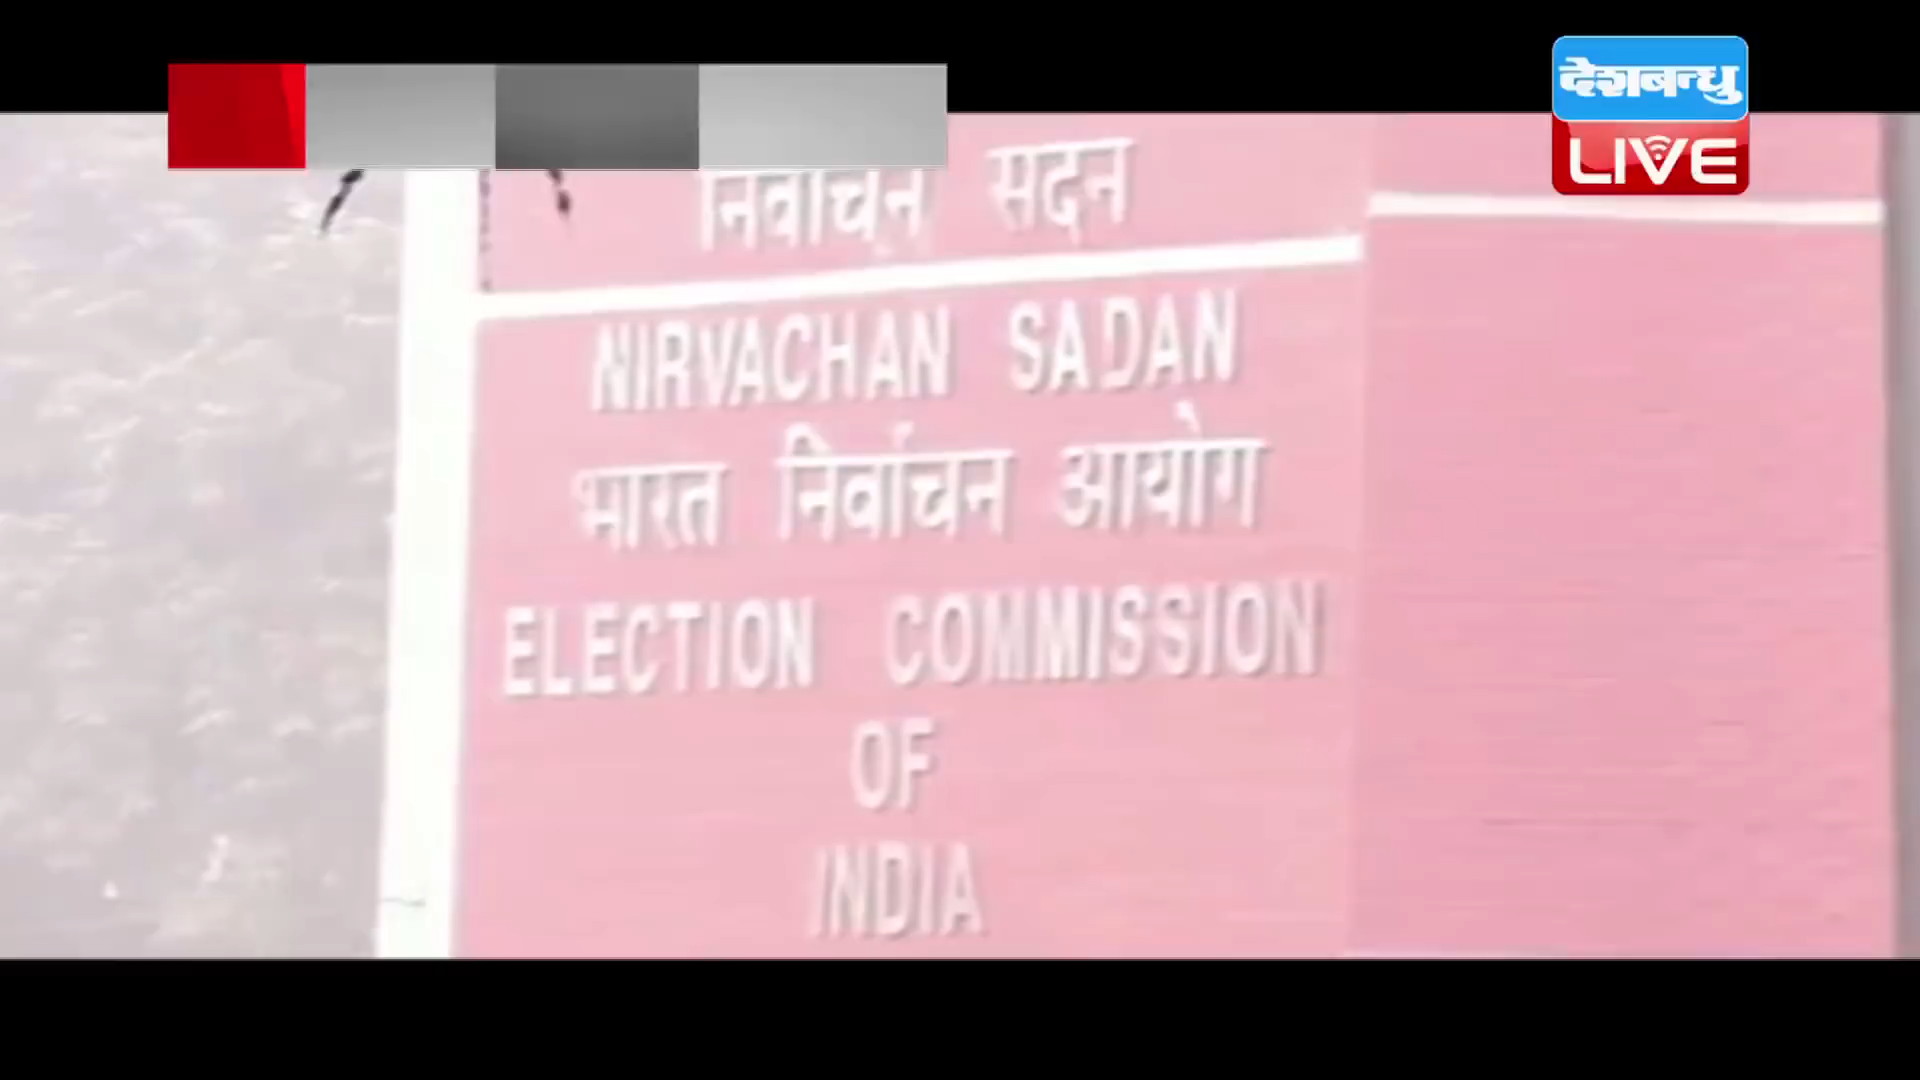 देशबन्धु
LIVE
निर्वाचन सदन
NIRVACHAN SADAN
भारत निर्वाचन आयोग
ELECTION COMMISSION
OF
INDIA